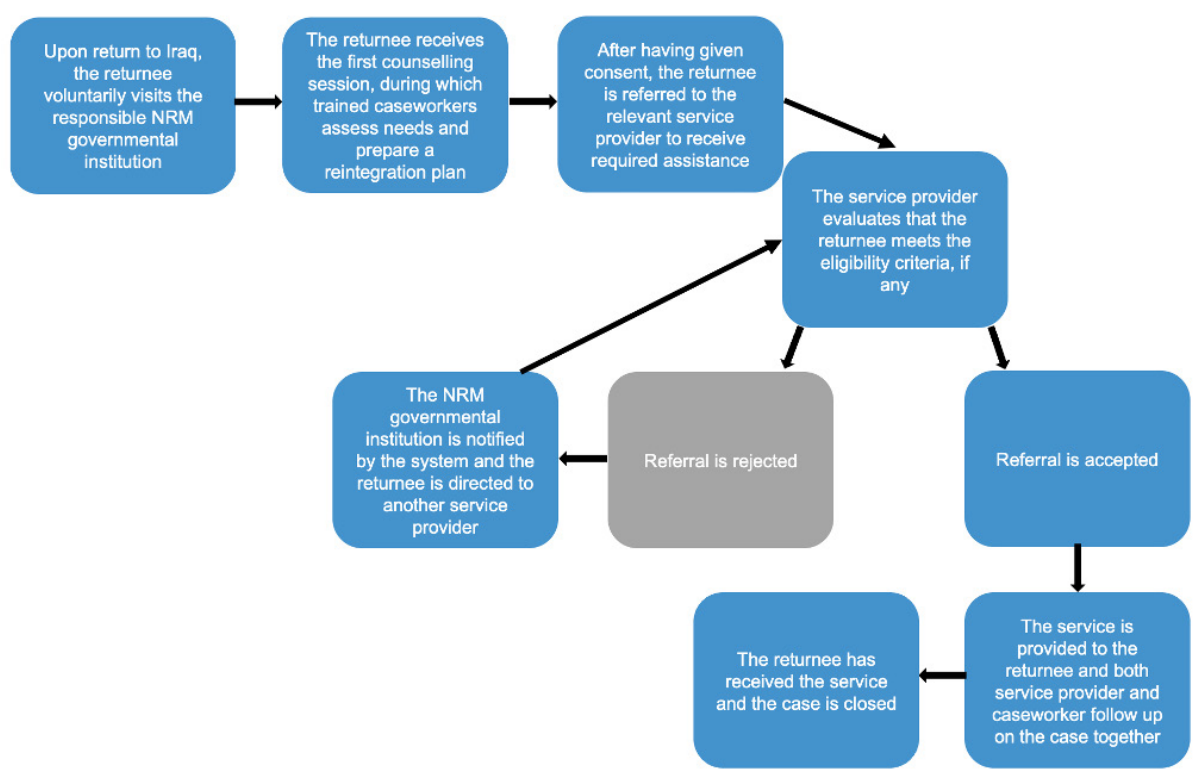 Upon return to Iraq,
the returnee
voluntarily visits the
responsible NRM
governmental
institution
The returnee receives
the first counselling
session, during which
trained caseworkers
assess needs and
prepare a
reintegration plan
After having given
consent, the returnee
is referred to the
relevant service
provider to receive
required assistance
The service provider
evaluates that the
returnee meets the
eligibility criteria, if
any
The NRM
governmental
institution is notified
by the system and the
returnee is directed to
another service
provider
Referral is rejected
Referral is accepted
The returnee has
received the service
and the case is closed
The service is
provided to the
returnee and both
service provider and
caseworker follow up
on the case together